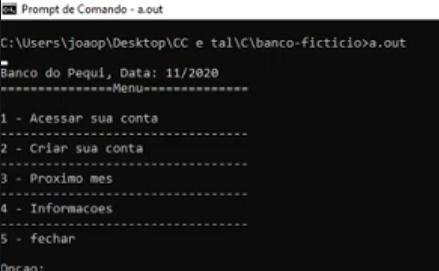 Prompt de Comando - a.out
C:\Users\joaop\Desktop\CC e tal\C\banco-ficticio>a.out
Banco do Pequi, Data: 11/2020
===============Menu==============
1 - Acessar sua conta
---------------------------------
2 - Criar sua conta
---------------------------------
3 - Proximo mes
---------------------------------
4 - Informacoes
---------------------------------
5 - fechar
Opcao: